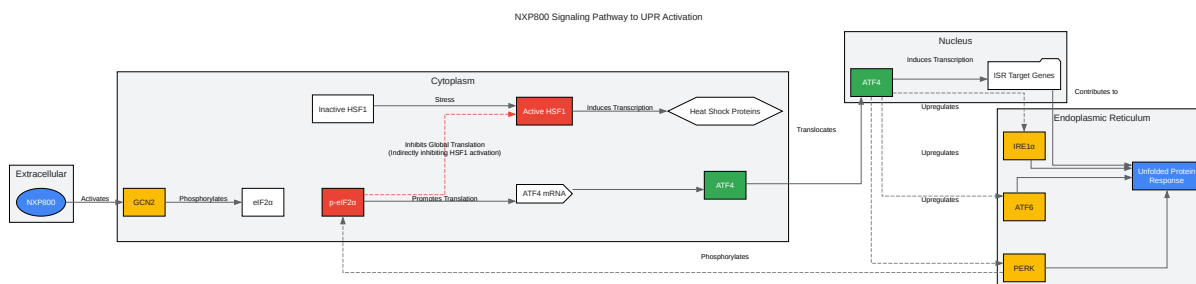 NXP800 Signaling Pathway to UPR Activation
Nucleus
Induces Transcription
ATF4
ISR Target Genes
Cytoplasm
Inactive HSF1
Stress
Active HSF1
Induces Transcription
Heat Shock Proteins
Upregulates
Contributes to
Endoplasmic Reticulum
Translocates
Inhibits Global Translation
(Indirectly inhibiting HSF1 activation)
Upregulates
IRE1α
Extracellular
NXP800
Activates
GCN2
Phosphorylates
eIF2α
p-eIF2α
Promotes Translation
ATF4 mRNA
ATF4
Unfolded Protein
Response
Upregulates
ATF6
Phosphorylates
PERK